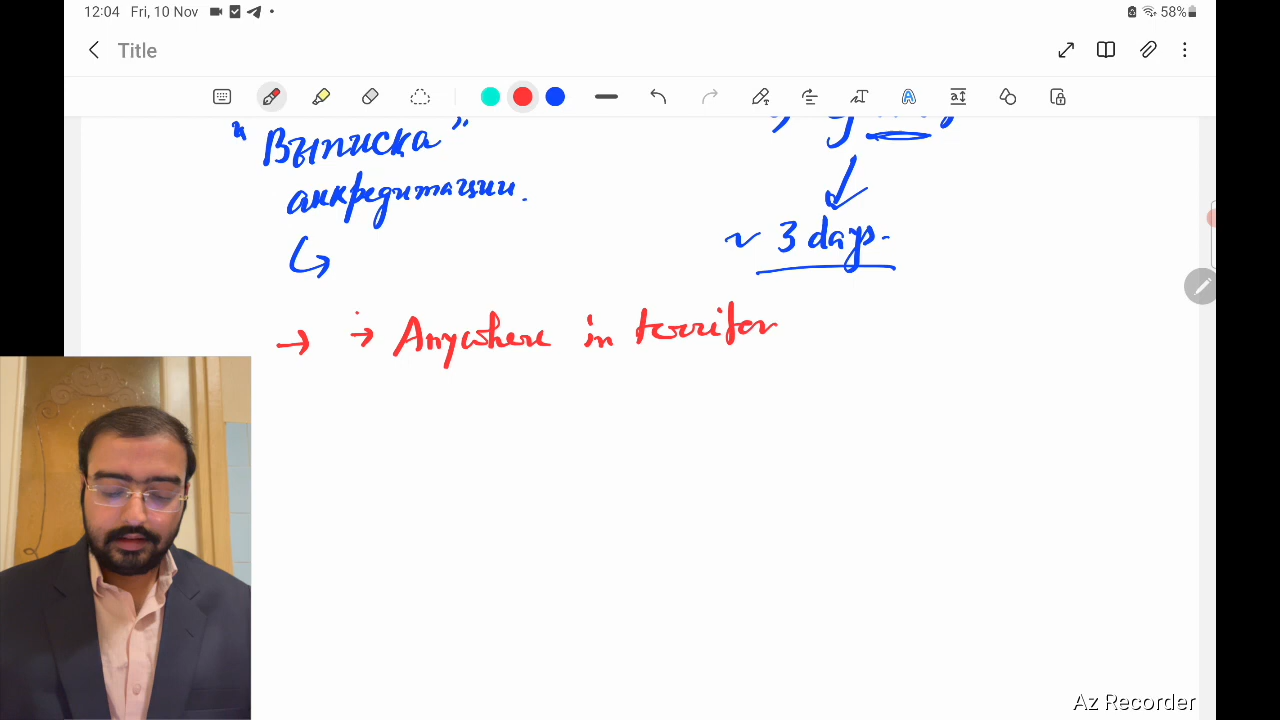 12:04 Fri, 10 Nov
58%
Title
"Выписка"
аккредитации.
~ 3 days.
→ → Anywhere in territor
Az Recorder